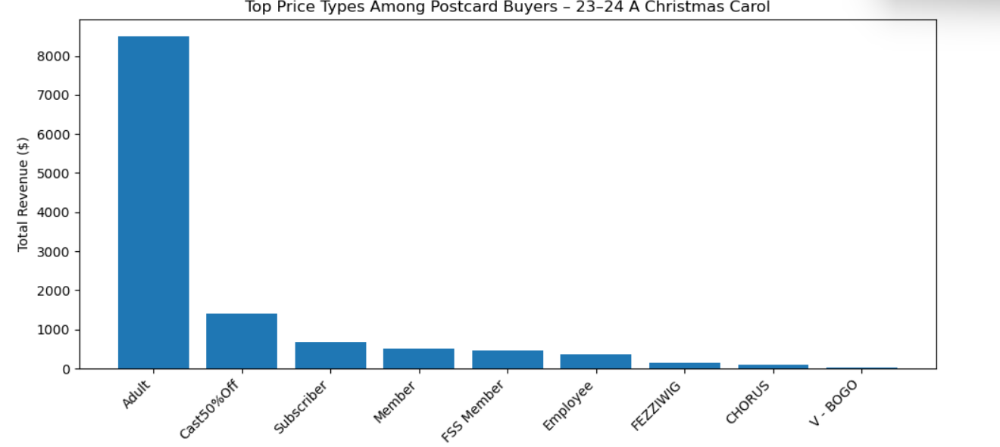 Top Price Types Among Postcard Buyers – 23–24 A Christmas Carol
Total Revenue ($)
8000
7000
6000
5000
4000
3000
2000
1000
0
Adult
Cast50%Off
Subscriber
Member
FSS Member
Employee
FEZZIWIG
CHORUS
V - BOGO